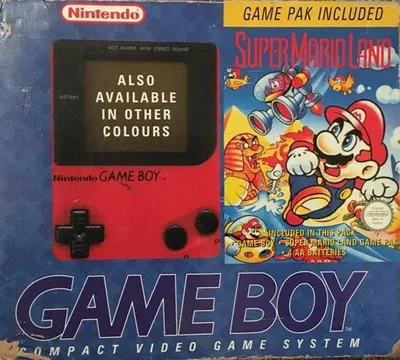 Nintendo
GAME PAK INCLUDED
DOT MATRIX WITH STEREO SOUND
SUPER MARIO LAND
ALSO
AVAILABLE
IN OTHER
COLOURS
BATTERY
Nintendo GAME BOY
INCLUDED IN THIS PACK
GAME BOY - SUPER MARIO LAND GAME PAK
4 AA BATTERIES
GAME BOY
COMPACT VIDEO GAME SYSTEM